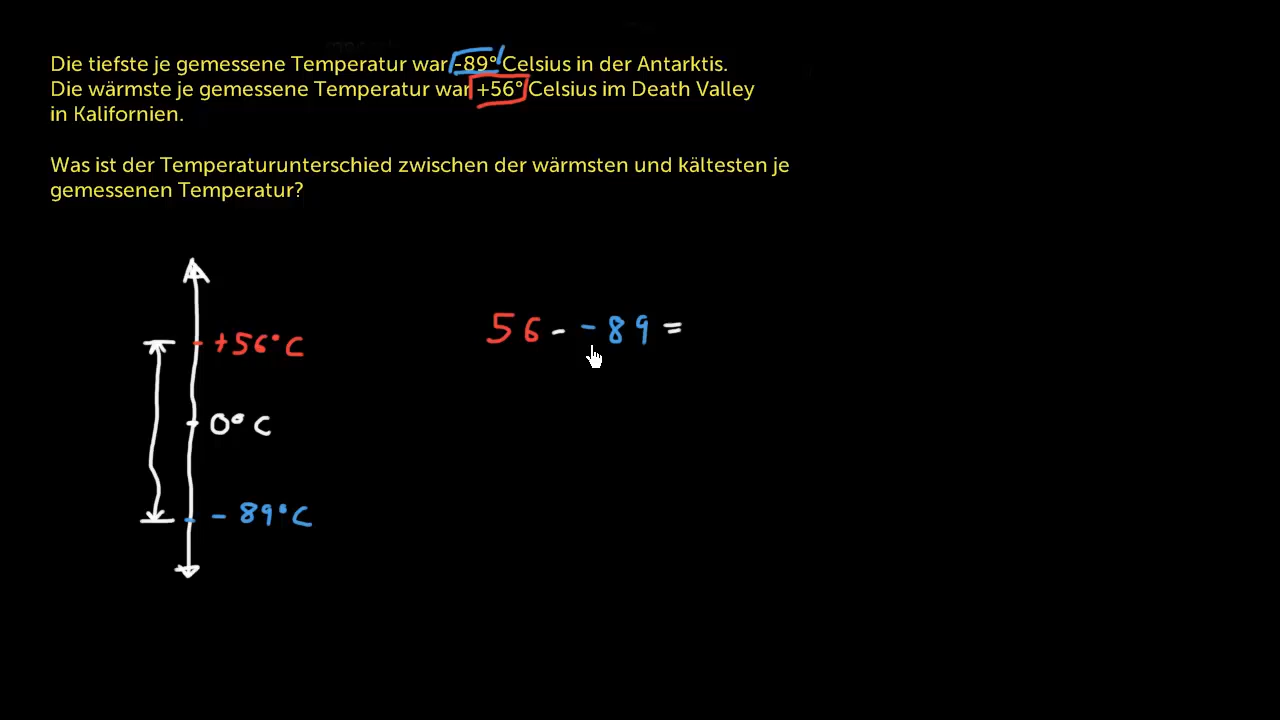 Die tiefste je gemessene Temperatur war -89° Celsius in der Antarktis.
Die wärmste je gemessene Temperatur war +56° Celsius im Death Valley
in Kalifornien.
Was ist der Temperaturunterschied zwischen der wärmsten und kältesten je
gemessenen Temperatur?
56 - -89 =
+56°C
0°C
-89°C